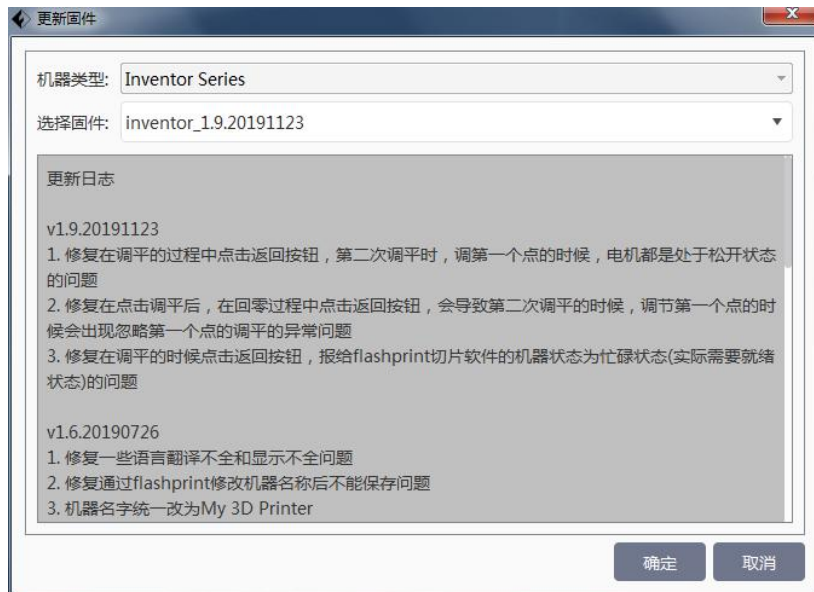 更新固件
机器类型: Inventor Series
选择固件: inventor_1.9.20191123
更新日志
v1.9.20191123
1. 修复在调平的过程中点击返回按钮，第二次调平时，调第一个点的时候，电机都是处于松开状态
的问题
2. 修复在点击调平后，在回零过程中点击返回按钮，会导致第二次调平的时候，调节第一个点的时
候会出现忽略第一个点的调平的异常问题
3. 修复在调平的时候点击返回按钮，报给flashprint切片软件的机器状态为忙碌状态(实际需要就绪
状态)的问题
v1.6.20190726
1. 修复一些语言翻译不全和显示不全问题
2. 修复通过flashprint修改机器名称后不能保存问题
3. 机器名字统一改为My 3D Printer
确定 取消